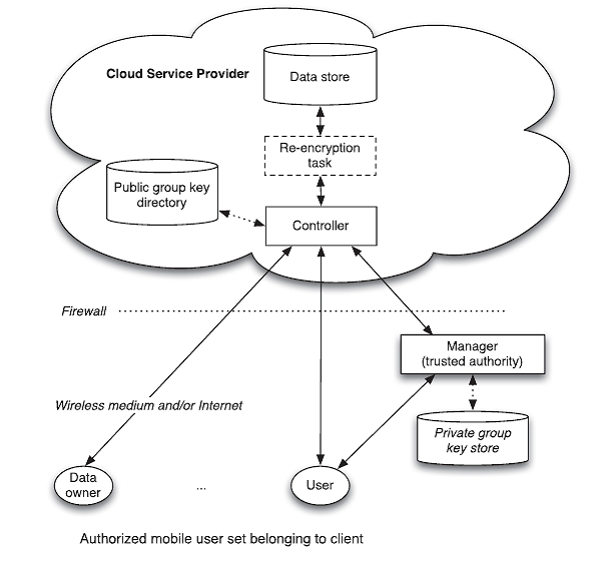 Cloud Service Provider
Data store
Re-encryption
task
Public group key
directory
Controller
Firewall
Manager
(trusted authority)
Wireless medium and/or Internet
Private group
key store
Data
owner
...
User
Authorized mobile user set belonging to client